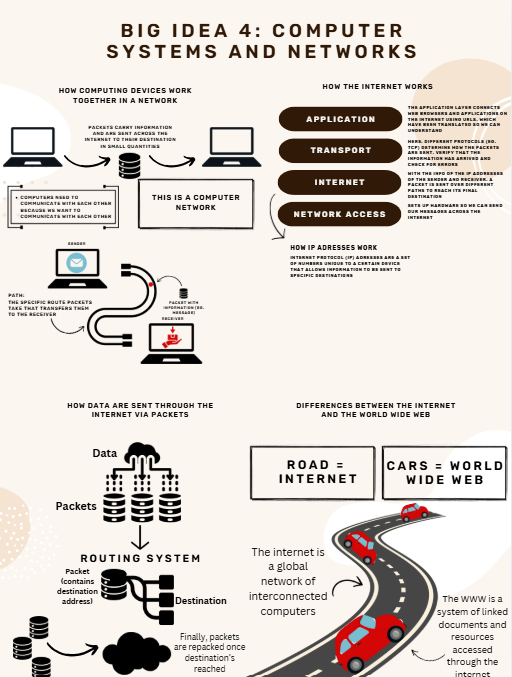 BIG IDEA 4: COMPUTER
SYSTEMS AND NETWORKS
HOW COMPUTING DEVICES WORK
TOGETHER IN A NETWORK
PACKETS CARRY INFORMATION
AND ARE SENT ACROSS THE
INTERNET TO THEIR DESTINATION
IN SMALL QUANTITIES
COMPUTERS NEED TO
COMMUNICATE WITH EACH OTHER
BECAUSE WE WANT TO
COMMUNICATE WITH EACH OTHER
THIS IS A COMPUTER
NETWORK
SENDER
PATH:
THE SPECIFIC ROUTE PACKETS
TAKE THAT TRANSFERS THEM
TO THE RECEIVER
PACKET WITH
INFORMATION (EG.
MESSAGE)
RECEIVER
HOW THE INTERNET WORKS
APPLICATION
THE APPLICATION LAYER CONNECTS
WEB BROWSERS AND APPLICATIONS ON
THE INTERNET USING URLS, WHICH
HAVE BEEN TRANSLATED SO WE CAN
UNDERSTAND
TRANSPORT
HERE, DIFFERENT PROTOCOLS (EG.
TCP) DETERMINE HOW THE PACKETS
ARE SENT, VERIFY THAT THE
INFORMATION HAS ARRIVED AND
CHECK FOR ERRORS
INTERNET
WITH THE INFO OF THE IP ADDRESSES
OF THE SENDER AND RECEIVER, A
PACKET IS SENT OVER DIFFERENT
PATHS TO REACH ITS FINAL
DESTINATION
NETWORK ACCESS
SETS UP HARDWARE SO WE CAN SEND
OUR MESSAGES ACROSS THE
INTERNET
HOW IP ADRESSES WORK
INTERNET PROTOCOL (IP) ADRESSES ARE A SET
OF NUMBERS UNIQUE TO A CERTAIN DEVICE
THAT ALLOWS INFORMATION TO BE SENT TO
SPECIFIC DESTINATIONS
HOW DATA ARE SENT THROUGH THE
INTERNET VIA PACKETS
Data
Packets
ROUTING SYSTEM
Packet
(contains
destination
address)
Destination
Finally, packets
are repacked once
destination's
reached
DIFFERENCES BETWEEN THE INTERNET
AND THE WORLD WIDE WEB
ROAD =
INTERNET
CARS = WORLD
WIDE WEB
The internet is
a global
network of
interconnected
computers
The WWW is a
system of linked
documents and
resources
accessed
through the
internet